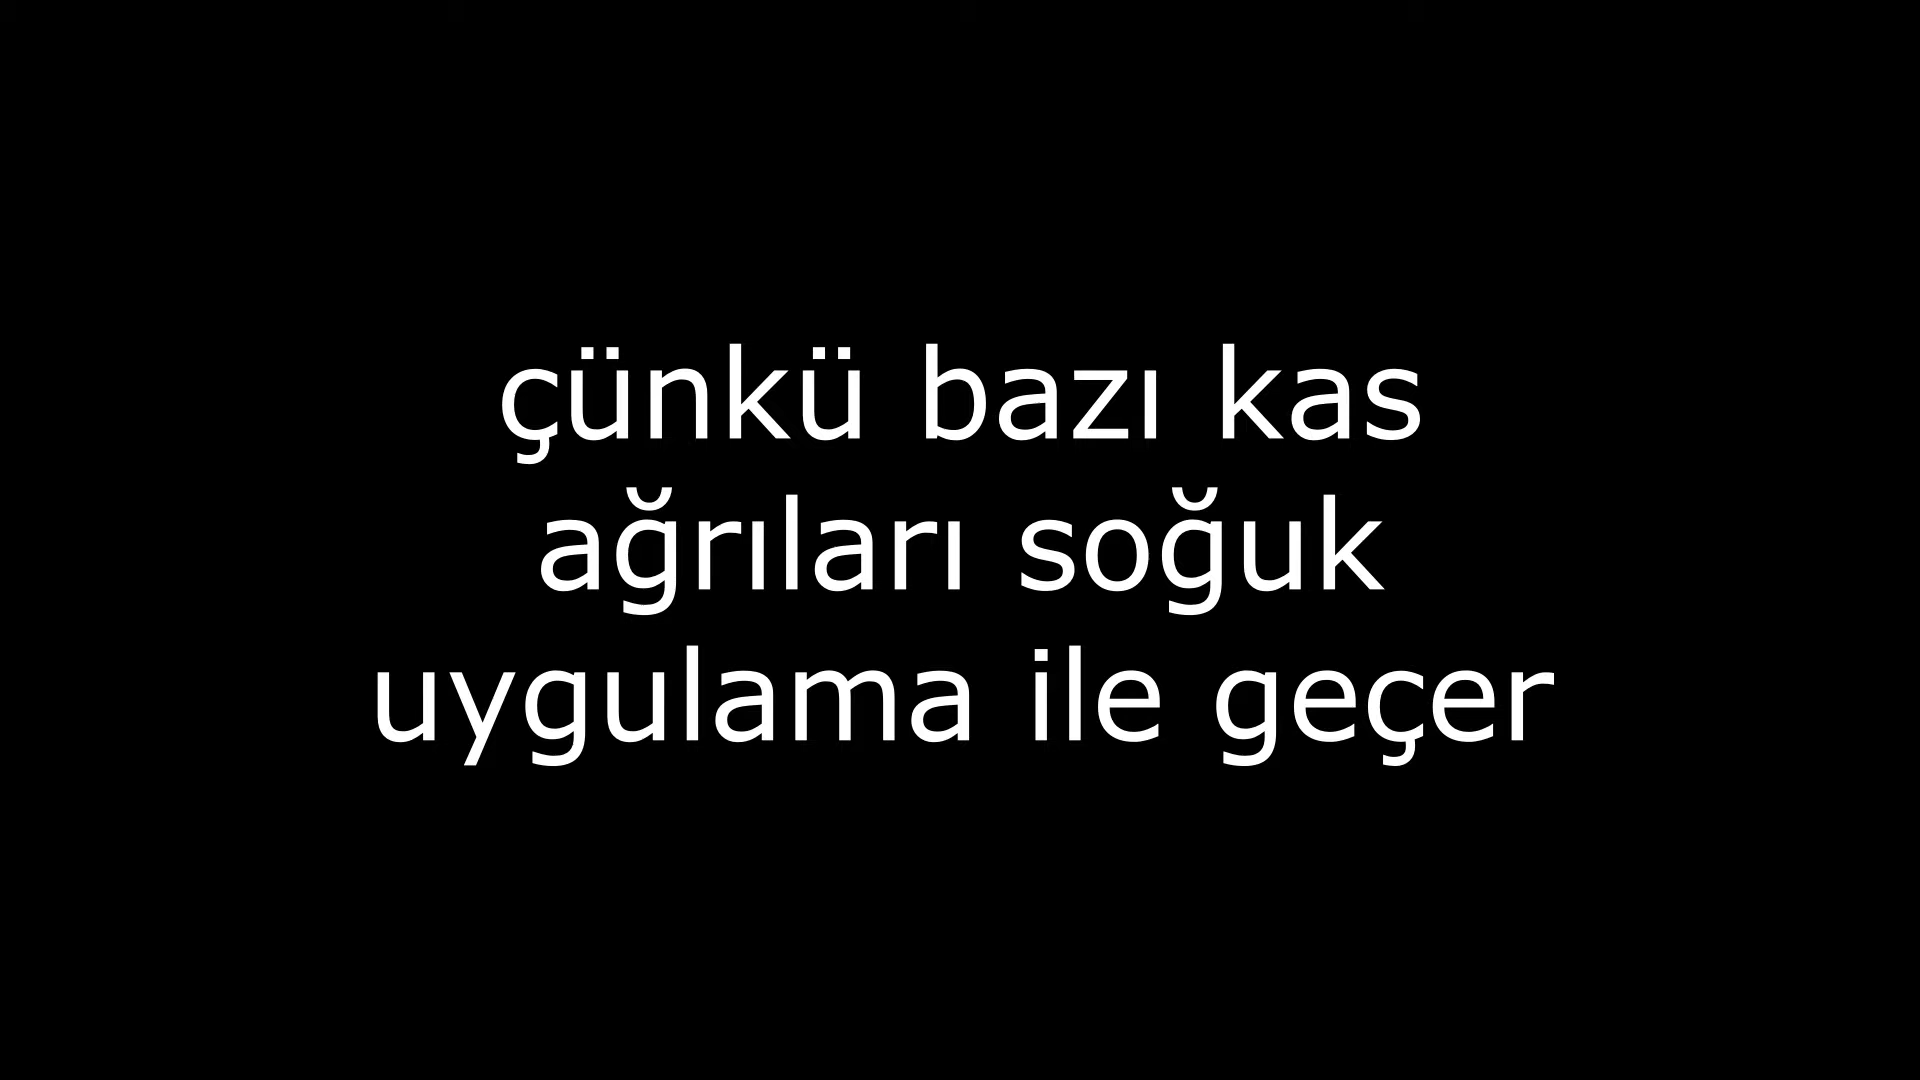 çünkü bazı kas
ağrıları soğuk
uygulama ile geçer